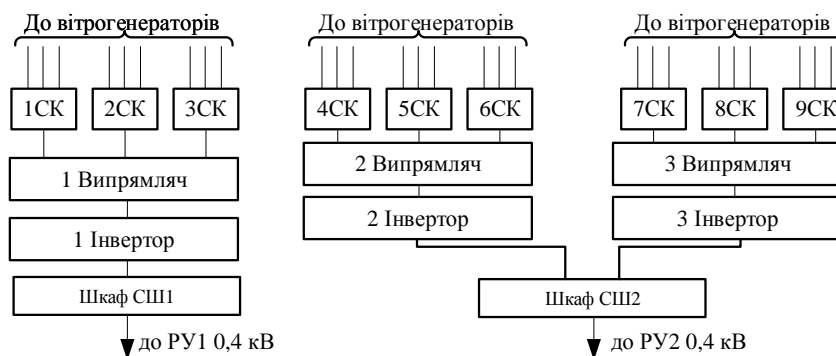 До вітрогенераторів
До вітрогенераторів
До вітрогенераторів
1СК
2СК
3СК
4СК
5СК
6СК
7СК
8СК
9СК
1 Випрямляч
2 Випрямляч
3 Випрямляч
1 Інвертор
2 Інвертор
3 Інвертор
Шкаф СШ1
Шкаф СШ2
до РУ1 0,4 кВ
до РУ2 0,4 кВ